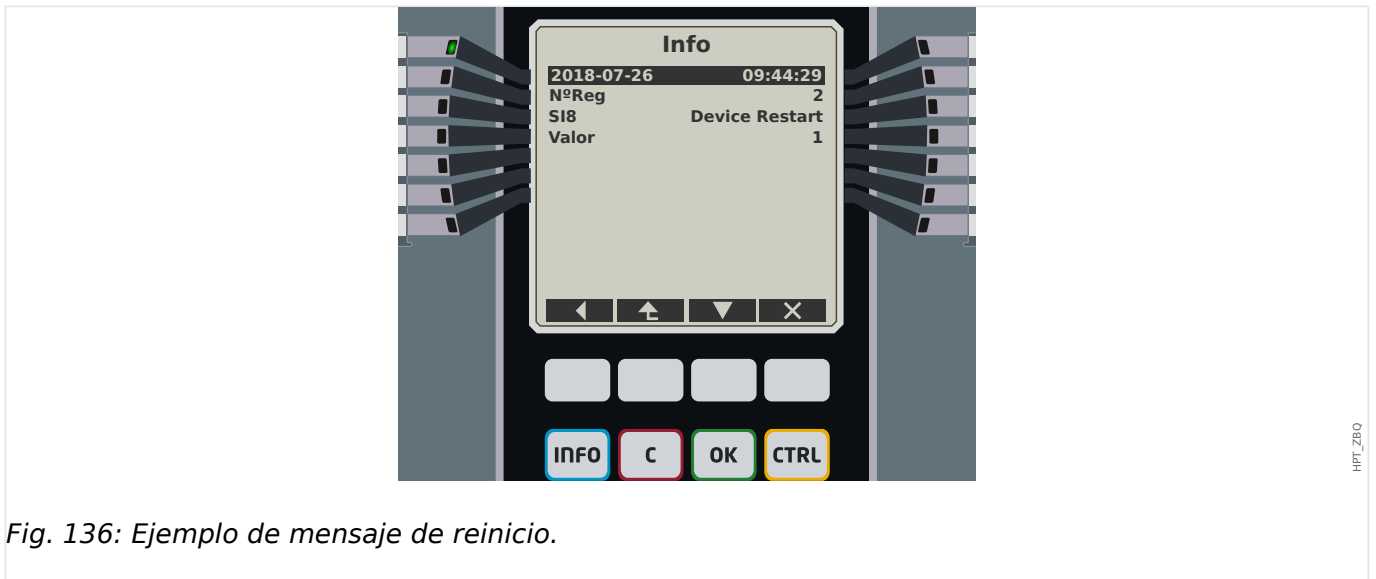 Info
2018-07-26 09:44:29
NºReg 2
SI8 Device Restart
Valor 1
INFO C OK CTRL
HPT_ZBQ
Fig. 136: Ejemplo de mensaje de reinicio.